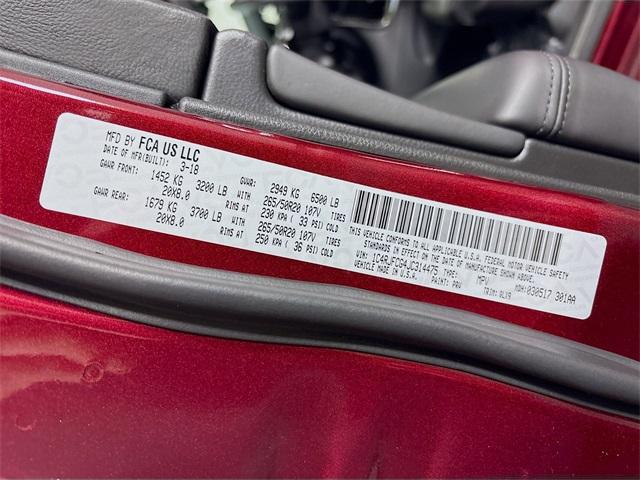 MFD BY FCA US LLC
DATE OF MFR(BUILT): 3-18 GVWR: 2949 KG 6500 LB
GAWR FRONT: 1452 KG 3200 LB WITH 265/50R20 107V TIRES
20X8.0 RIMS AT 230 KPA ( 33 PSI) COLD
GAWR REAR: 1679 KG 3700 LB WITH 265/50R20 107V TIRES
20X8.0 RIMS AT 250 KPA ( 36 PSI) COLD
THIS VEHICLE CONFORMS TO ALL APPLICABLE U.S.A. FEDERAL MOTOR VEHICLE SAFETY
STANDARDS IN EFFECT ON THE DATE OF MANUFACTURE SHOWN ABOVE.
VIN: 1C4RJFCG4JC314475 TYPE: MPV MDH:030517 301AA
VEHICLE MADE IN U.S.A. PAINT: PRV TRIM: RLX9